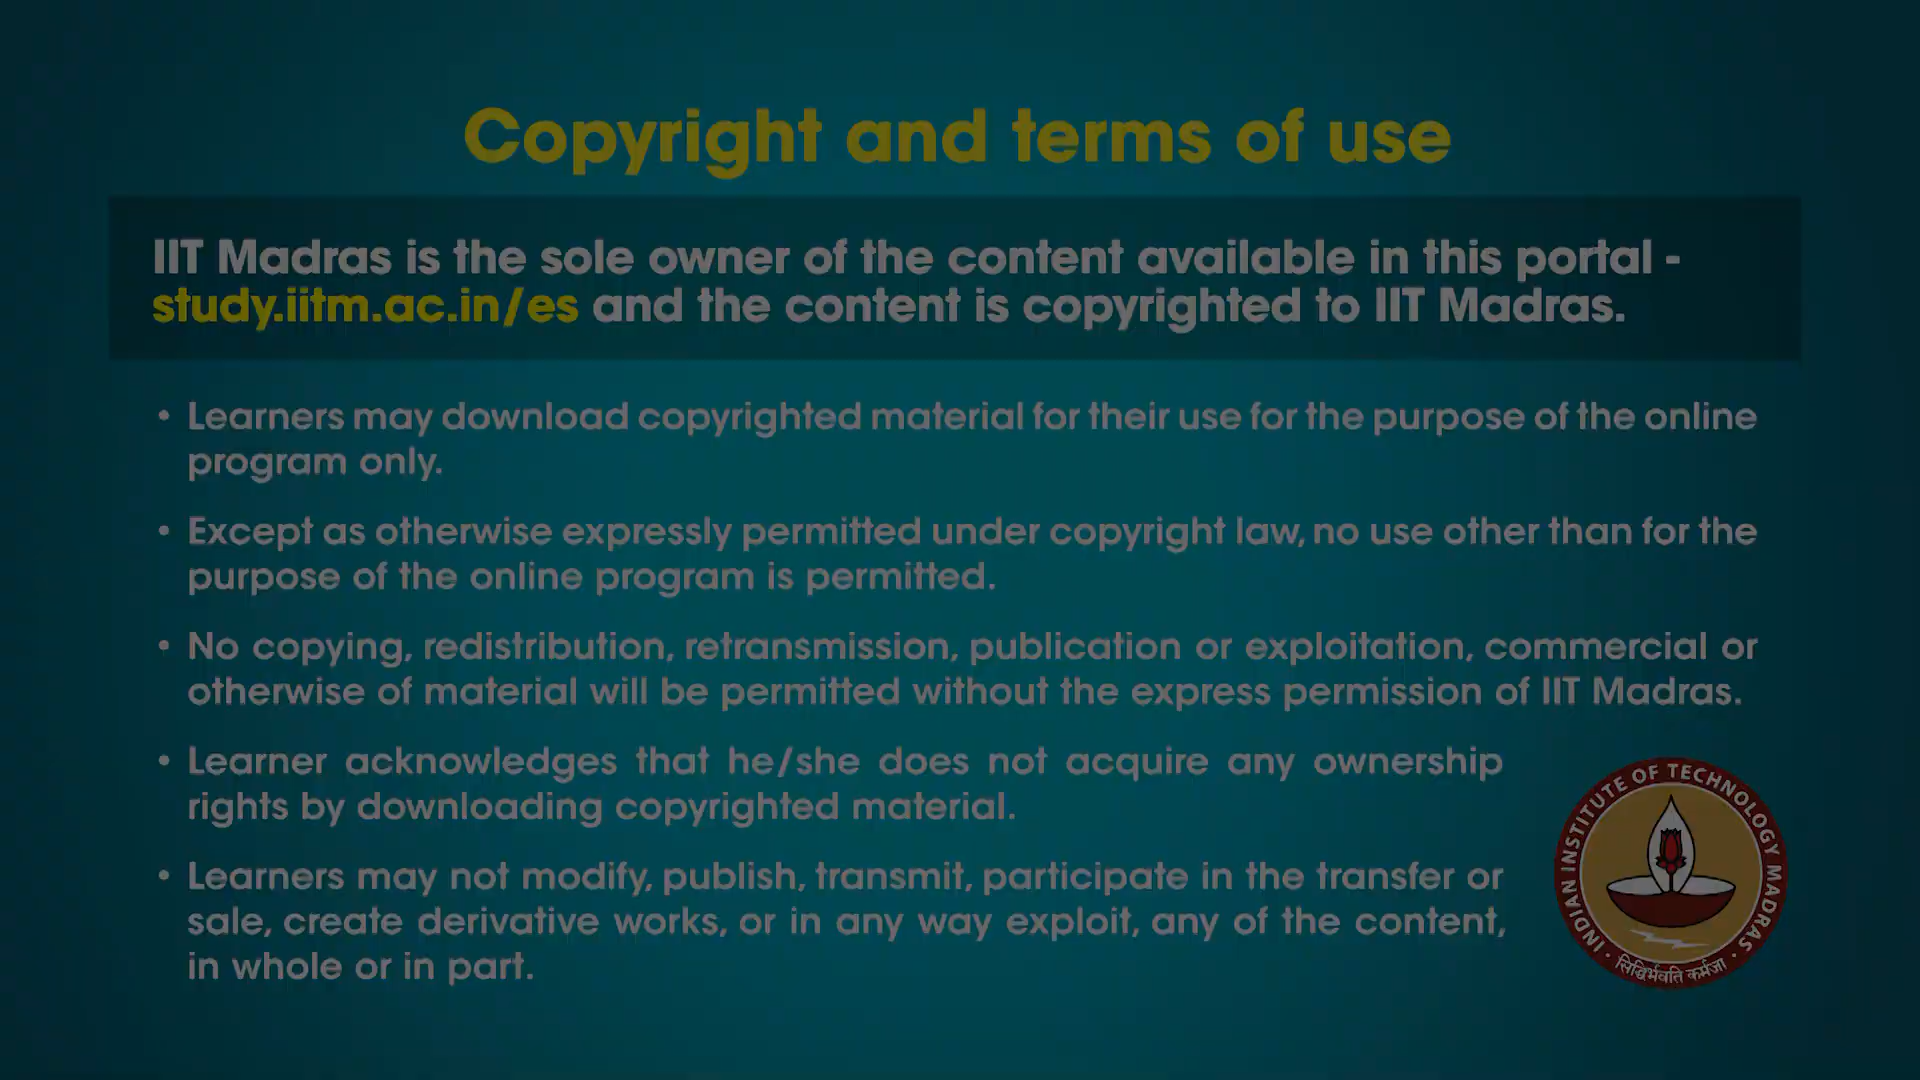 Copyright and terms of use
IIT Madras is the sole owner of the content available in this portal -
study.iitm.ac.in/es and the content is copyrighted to IIT Madras.
• Learners may download copyrighted material for their use for the purpose of the online
program only.
• Except as otherwise expressly permitted under copyright law, no use other than for the
purpose of the online program is permitted.
• No copying, redistribution, retransmission, publication or exploitation, commercial or
otherwise of material will be permitted without the express permission of IIT Madras.
• Learner acknowledges that he/she does not acquire any ownership
rights by downloading copyrighted material.
• Learners may not modify, publish, transmit, participate in the transfer or
sale, create derivative works, or in any way exploit, any of the content,
in whole or in part.
INDIAN INSTITUTE OF TECHNOLOGY MADRAS
सिद्धिर्भवति कर्मजा